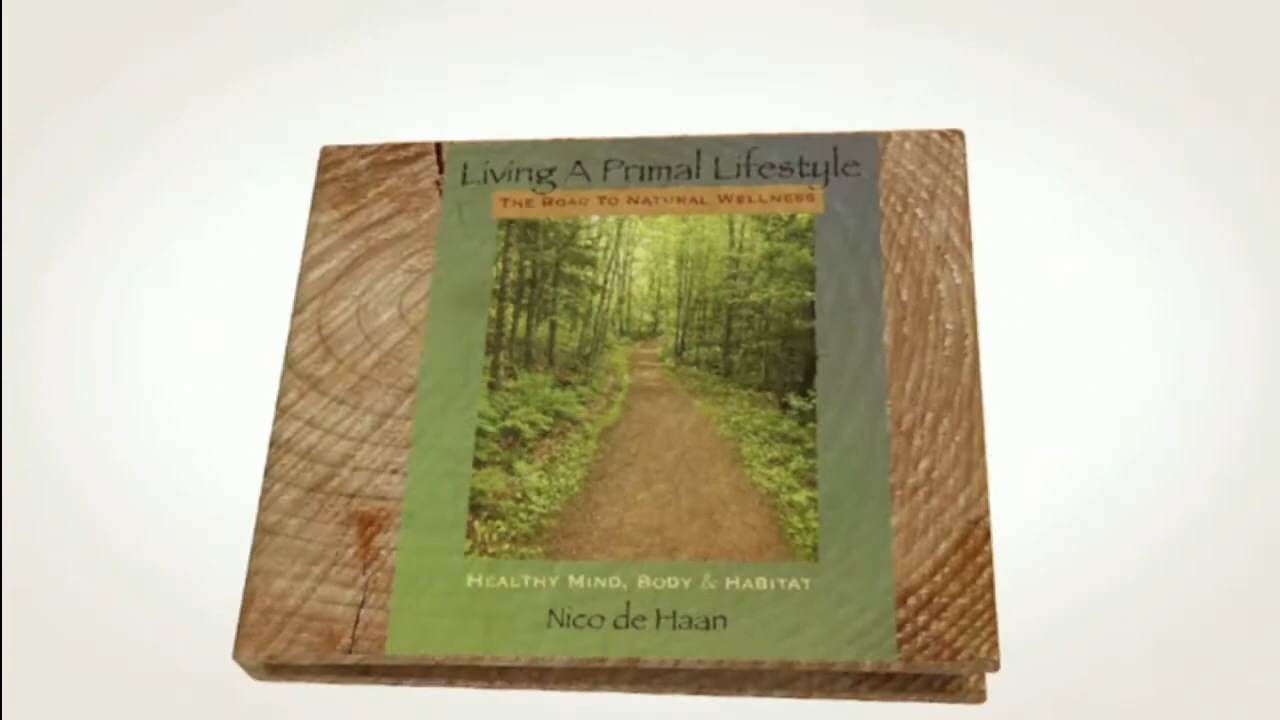 Living A Primal Lifestyle
The Road To Natural Wellness
Healthy Mind, Body & Habitat
Nico de Haan